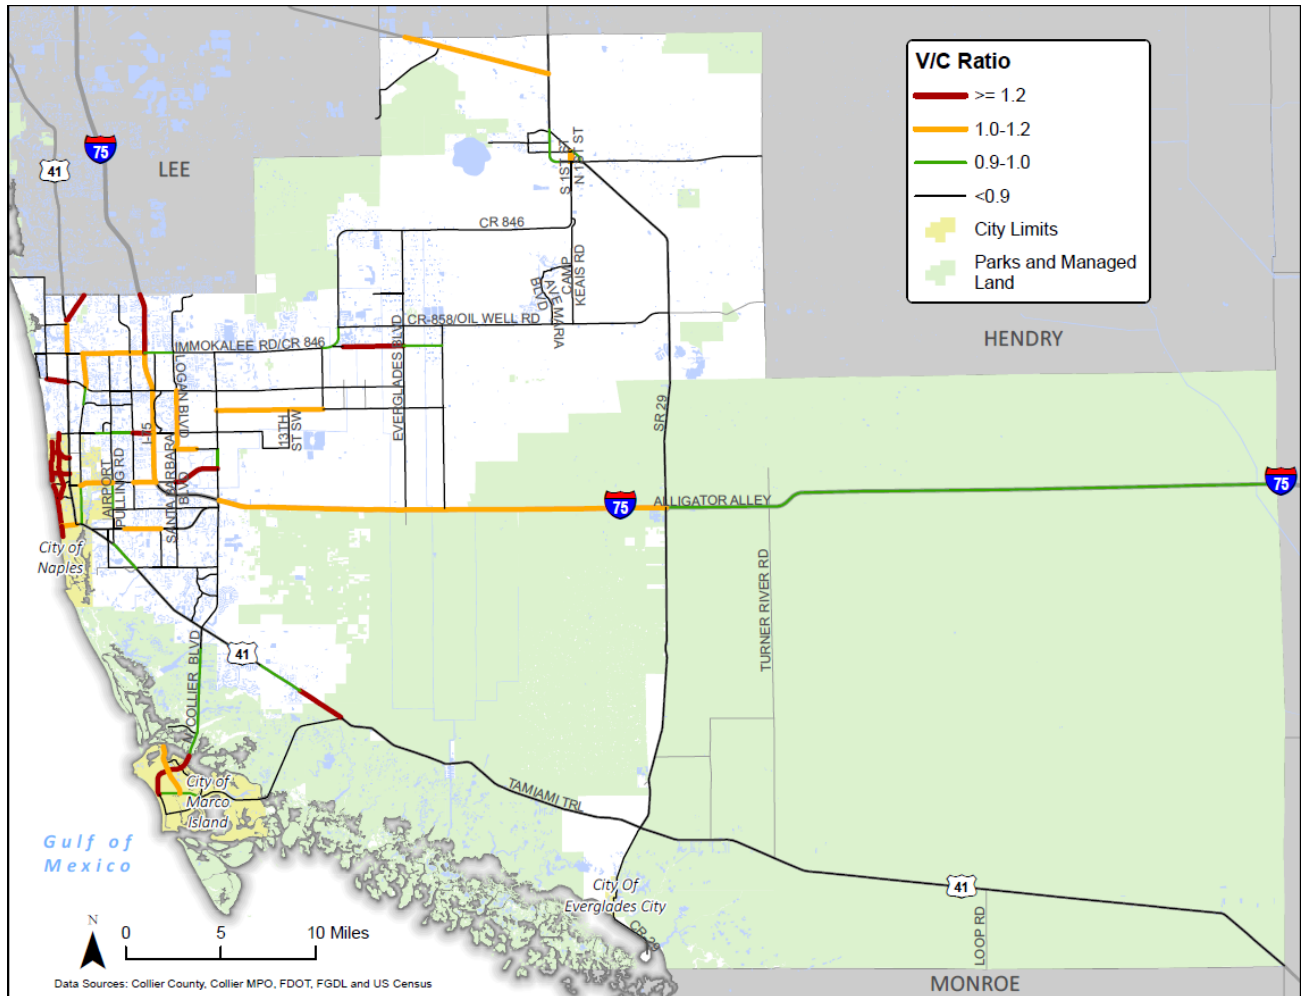 V/C Ratio
>= 1.2
1.0-1.2
0.9-1.0
<0.9
City Limits
Parks and Managed
Land
75
41
LEE
S 1ST ST
N 1ST ST
CR 846
CAMP
KEAIS RD
AVE MARIA
BLVD
CR-858/OIL WELL RD
HENDRY
IMMOKALEE RD/CR 846
LOGAN BLVD
EVERGLADES BLVD
I-75
13TH
ST SW
SR 29
AIRPORT
PULLING RD
SANTA BARBARA
BLVD
75
ALLIGATOR ALLEY
75
City of
Naples
TURNER RIVER RD
41
COLLIER BLVD
City of
Marco
Island
TAMIAMI TRL
Gulf of
Mexico
City Of
Everglades City
41
CR 29
LOOP RD
N
0
5
10 Miles
MONROE
Data Sources: Collier County, Collier MPO, FDOT, FGDL and US Census